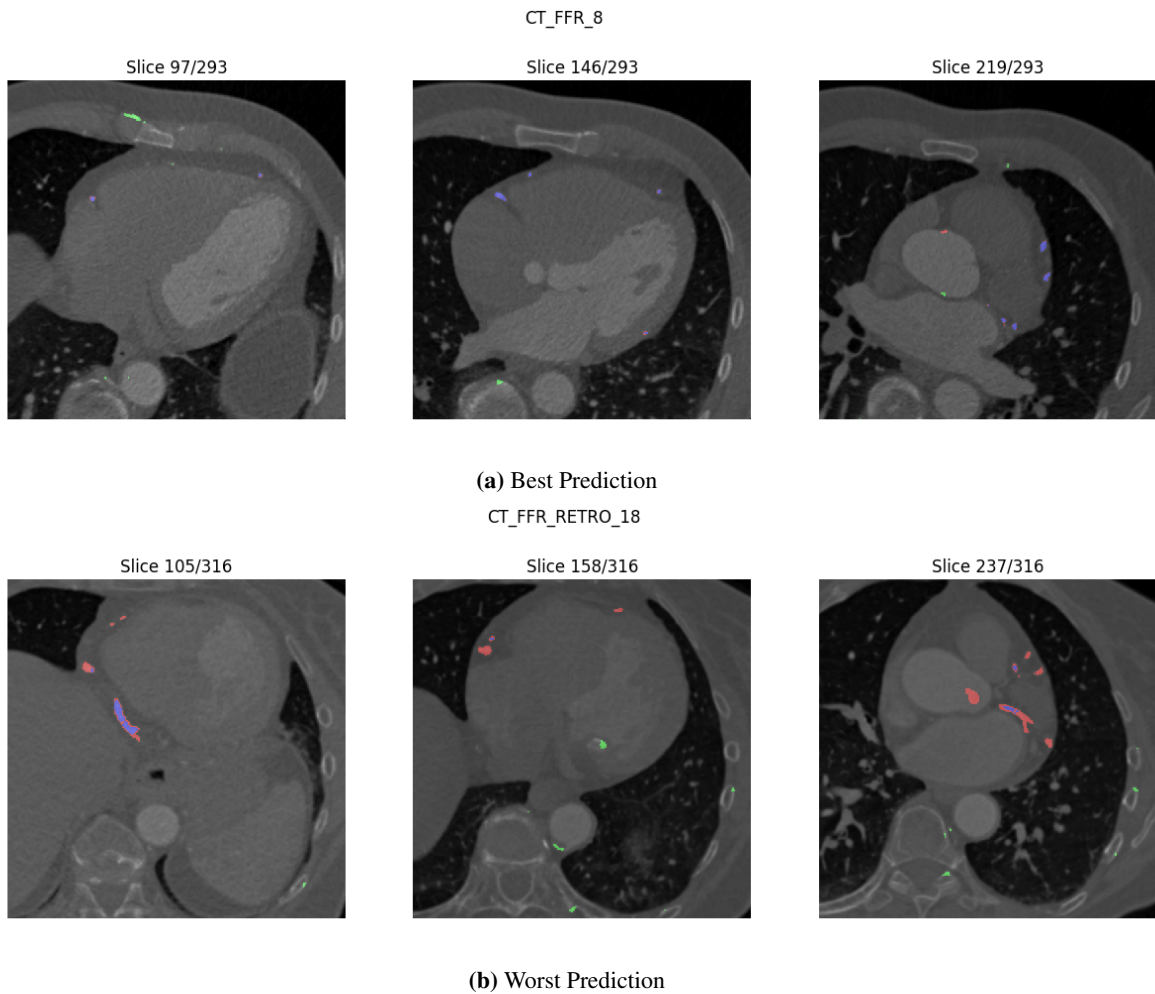 CT_FFR_8
Slice 97/293
Slice 146/293
Slice 219/293
(a) Best Prediction
CT_FFR_RETRO_18
Slice 105/316
Slice 158/316
Slice 237/316
(b) Worst Prediction